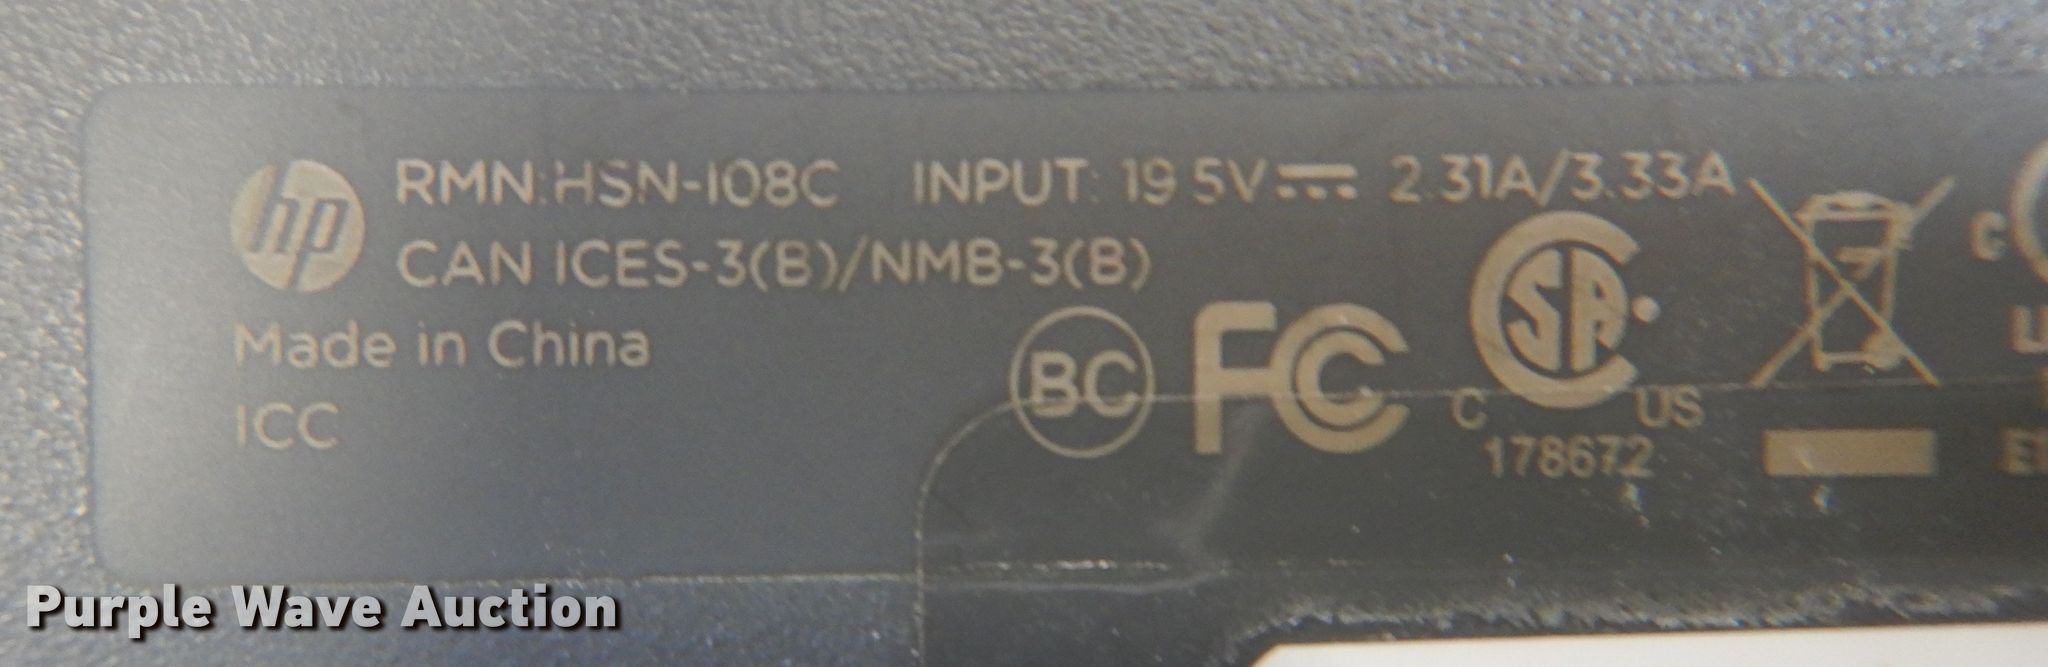 hp RMN:HSN-I08C INPUT: 19.5V⎓ 2.31A/3.33A
CAN ICES-3(B)/NMB-3(B)
Made in China
ICC
BC FC SA C US
178672
Purple Wave Auction